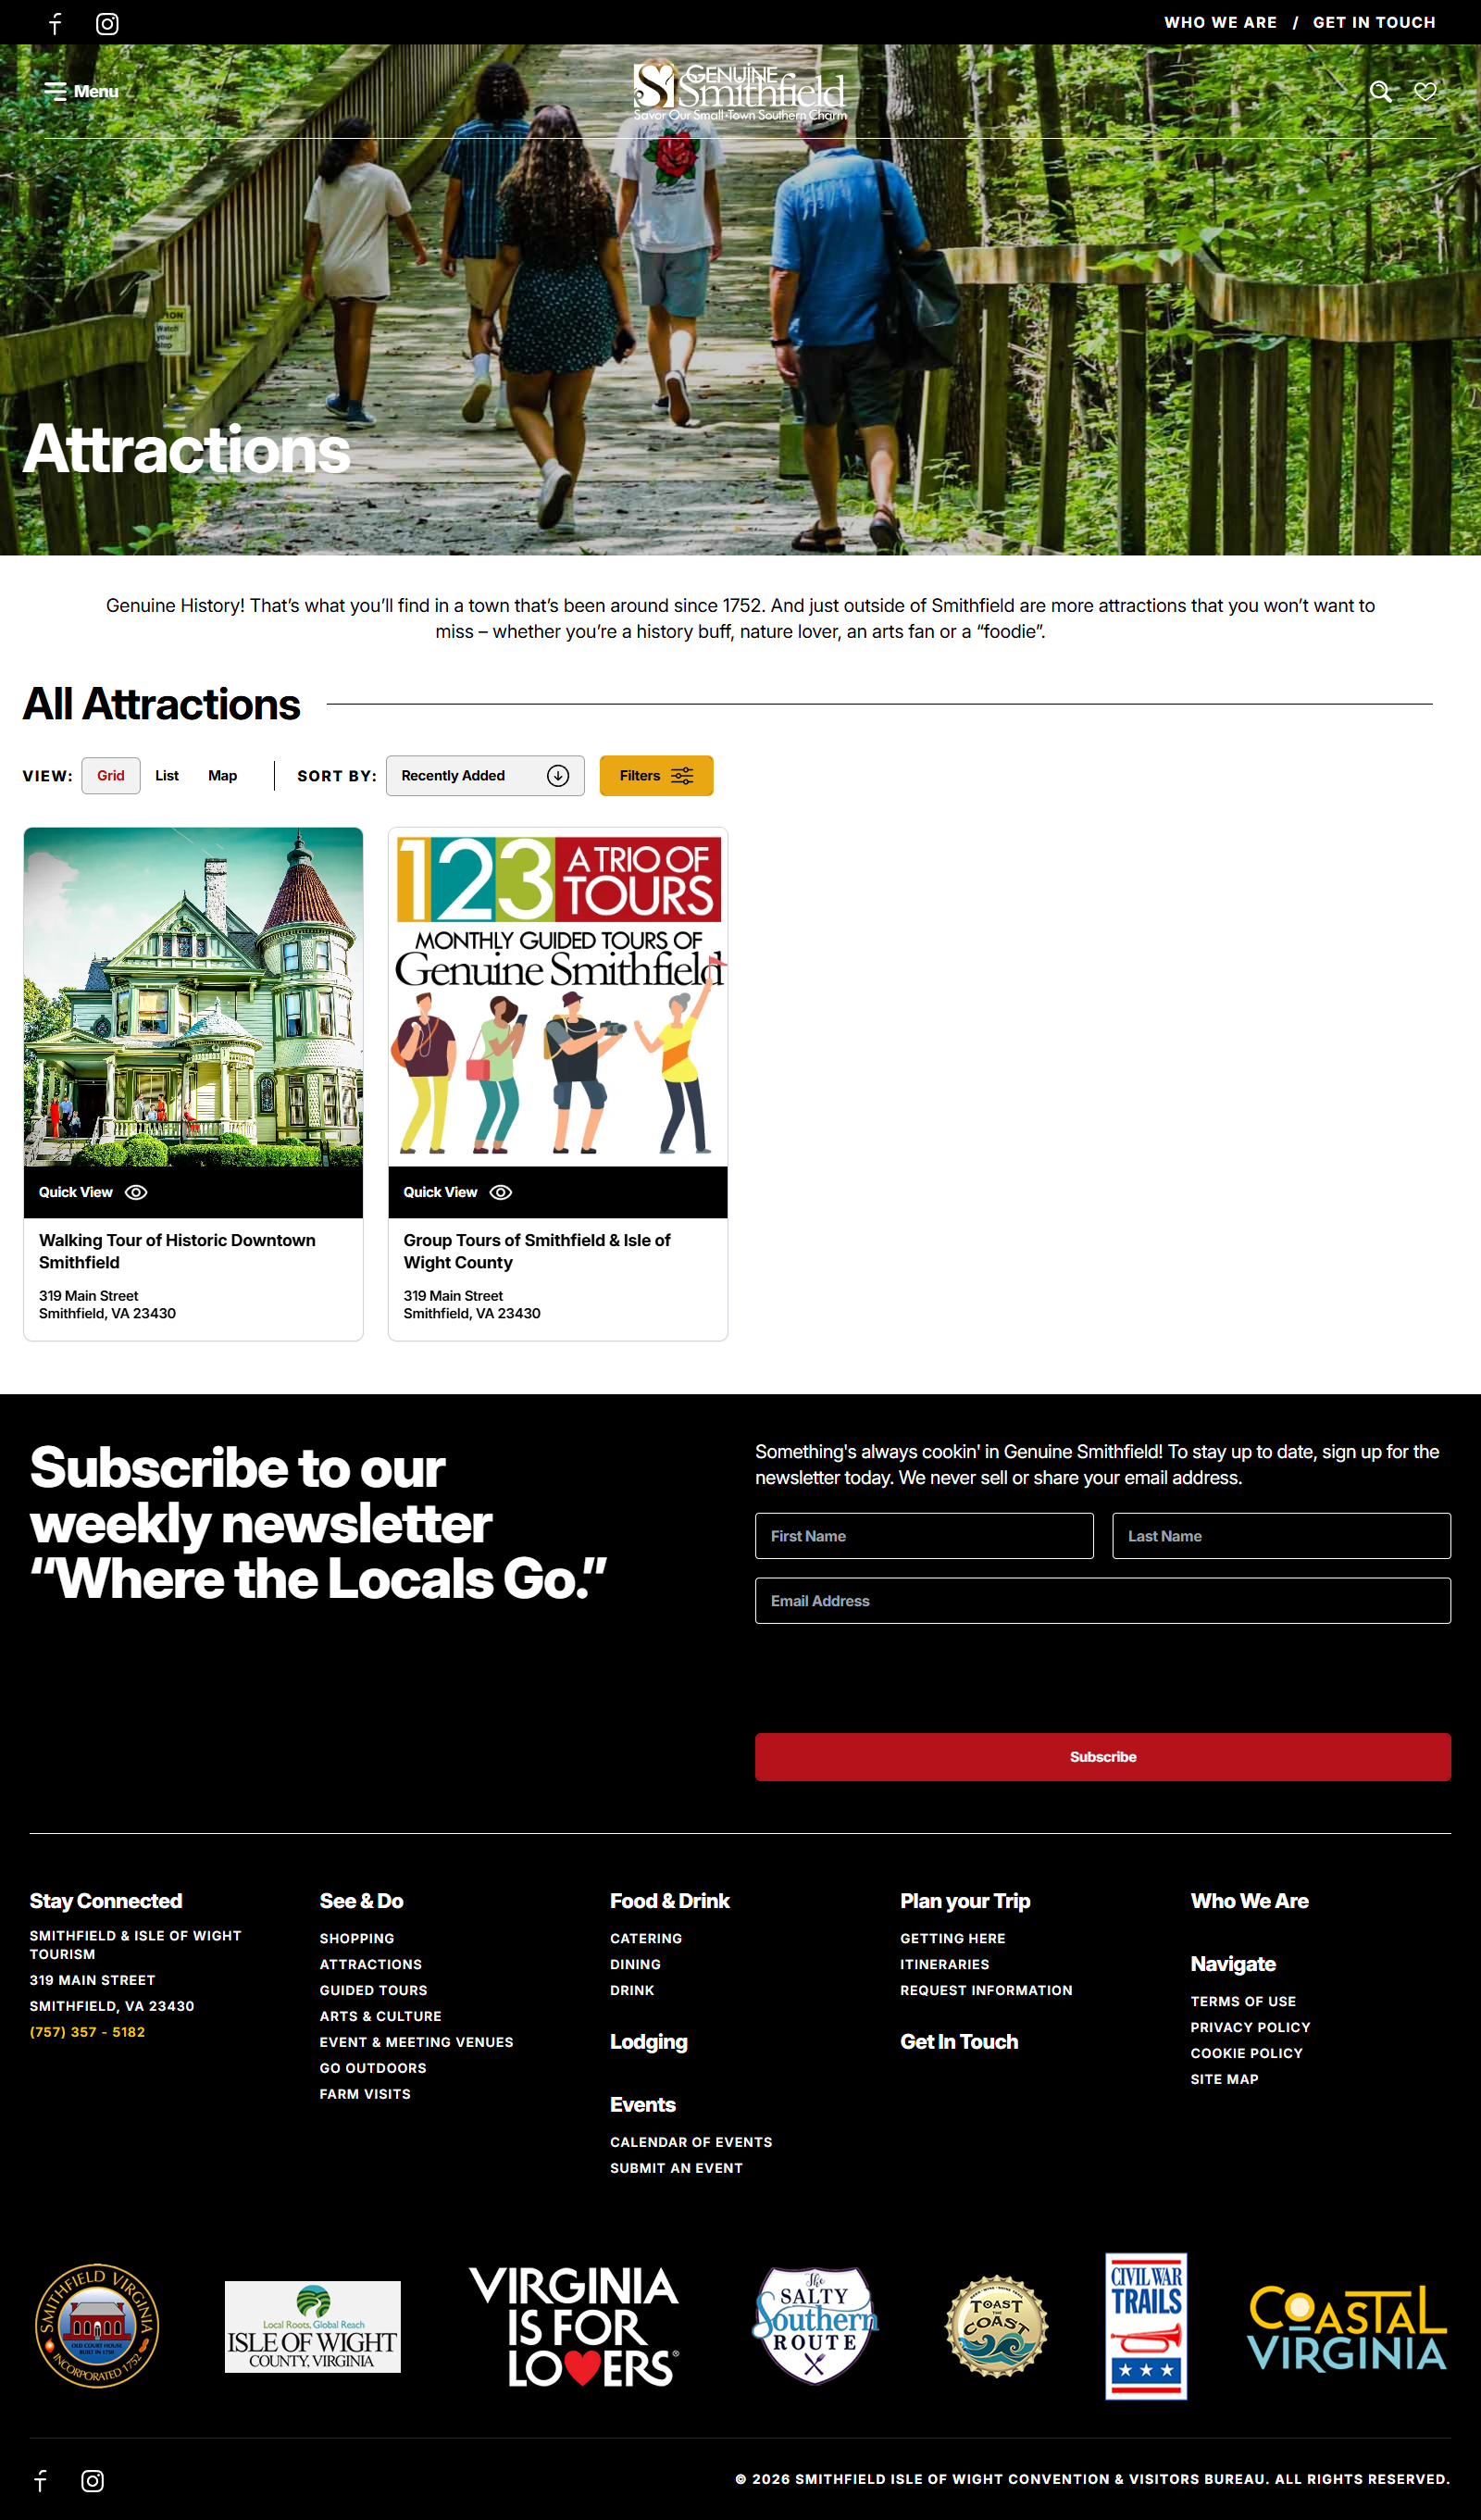 WHO WE ARE / GET IN TOUCH
Menu
GENUINE
Smithfield
Savor Our Small-Town Southern Charm
Watch
your
step
Attractions
Genuine History! That’s what you’ll find in a town that’s been around since 1752. And just outside of Smithfield are more attractions that you won’t want to
miss – whether you’re a history buff, nature lover, an arts fan or a “foodie”.
All Attractions
VIEW: Grid List Map SORT BY: Recently Added Filters
123 A TRIO OF
TOURS
MONTHLY GUIDED TOURS OF
Genuine Smithfield
Quick View
Quick View
Walking Tour of Historic Downtown
Smithfield
319 Main Street
Smithfield, VA 23430
Group Tours of Smithfield & Isle of
Wight County
319 Main Street
Smithfield, VA 23430
Subscribe to our
weekly newsletter
“Where the Locals Go.”
Something's always cookin' in Genuine Smithfield! To stay up to date, sign up for the
newsletter today. We never sell or share your email address.
First Name
Last Name
Email Address
Subscribe
Stay Connected
SMITHFIELD & ISLE OF WIGHT
TOURISM
319 MAIN STREET
SMITHFIELD, VA 23430
(757) 357 - 5182
See & Do
SHOPPING
ATTRACTIONS
GUIDED TOURS
ARTS & CULTURE
EVENT & MEETING VENUES
GO OUTDOORS
FARM VISITS
Food & Drink
CATERING
DINING
DRINK
Lodging
Events
CALENDAR OF EVENTS
SUBMIT AN EVENT
Plan your Trip
GETTING HERE
ITINERARIES
REQUEST INFORMATION
Get In Touch
Who We Are
Navigate
TERMS OF USE
PRIVACY POLICY
COOKIE POLICY
SITE MAP
SMITHFIELD VIRGINIA
OLD COURT HOUSE
BUILT IN 1750
INCORPORATED 1752
Local Roots, Global Reach
ISLE OF WIGHT
COUNTY, VIRGINIA
VIRGINIA
IS FOR
LOVERS®
The
SALTY
Southern
ROUTE
TOAST
THE
COAST
CIVIL WAR
TRAILS
COASTAL
VIRGINIA
© 2026 SMITHFIELD ISLE OF WIGHT CONVENTION & VISITORS BUREAU. ALL RIGHTS RESERVED.